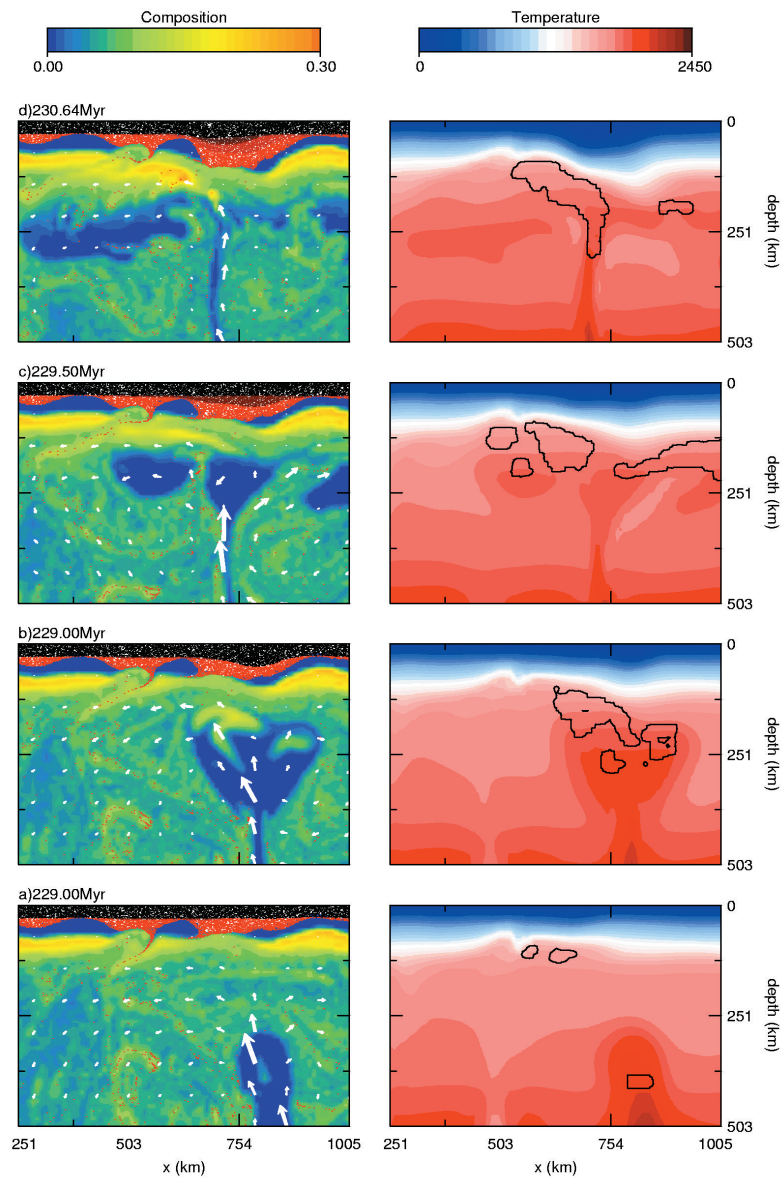 Composition
Temperature
0.00 0.30
0 2450
d)230.64Myr
0
251
503
depth (km)
c)229.50Myr
0
251
503
depth (km)
b)229.00Myr
0
251
503
depth (km)
a)229.00Myr
0
251
503
depth (km)
251 503 754 1005
251 503 754 1005
x (km)
x (km)